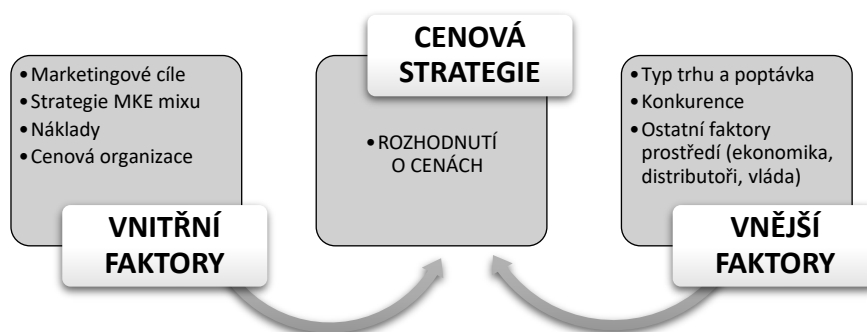 • Marketingové cíle
• Strategie MKE mixu
• Náklady
• Cenová organizace
VNITŘNÍ
FAKTORY
CENOVÁ
STRATEGIE
• ROZHODNUTÍ
O CENÁCH
• Typ trhu a poptávka
• Konkurence
• Ostatní faktory
prostředí (ekonomika,
distributoři, vláda)
VNĚJŠÍ
FAKTORY